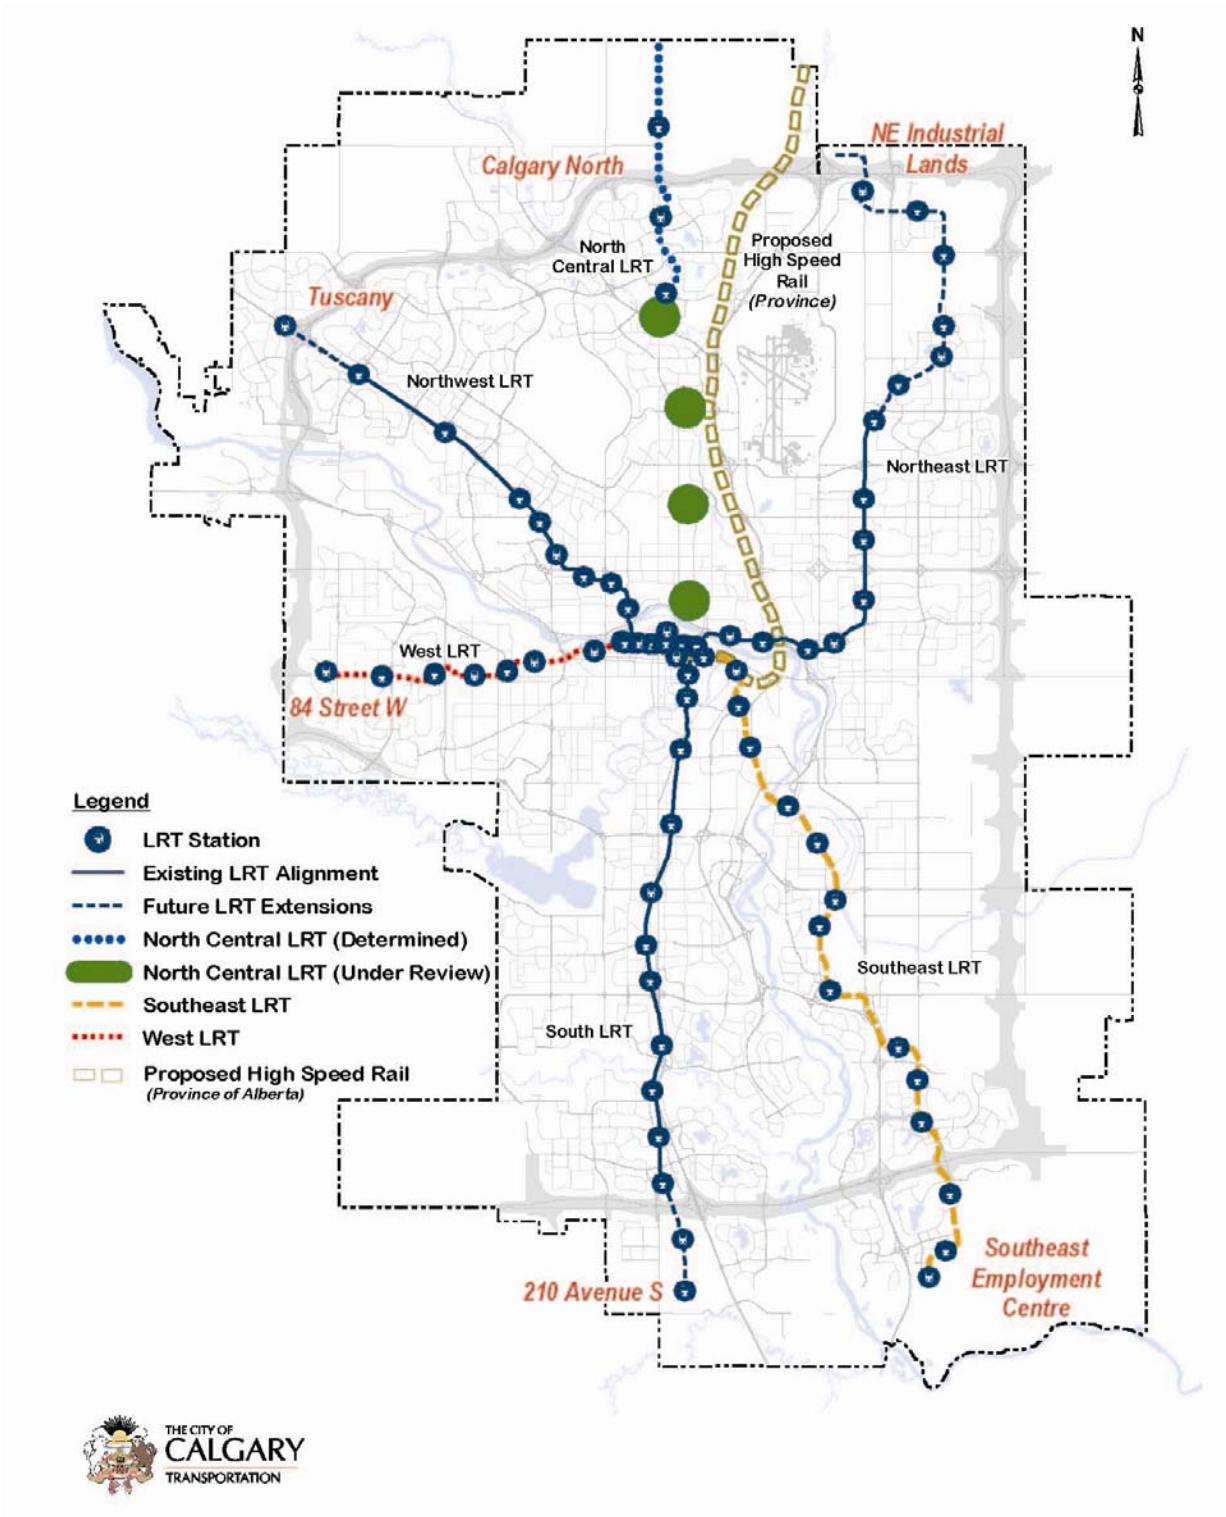 N
NE Industrial
Lands
Calgary North
North
Central LRT
Proposed
High Speed
Rail
(Province)
Tuscany
Northwest LRT
Northeast LRT
West LRT
84 Street W
Legend
LRT Station
Existing LRT Alignment
Future LRT Extensions
North Central LRT (Determined)
North Central LRT (Under Review)
Southeast LRT
West LRT
Proposed High Speed Rail
(Province of Alberta)
Southeast LRT
South LRT
210 Avenue S
Southeast
Employment
Centre
THE CITY OF
CALGARY
TRANSPORTATION